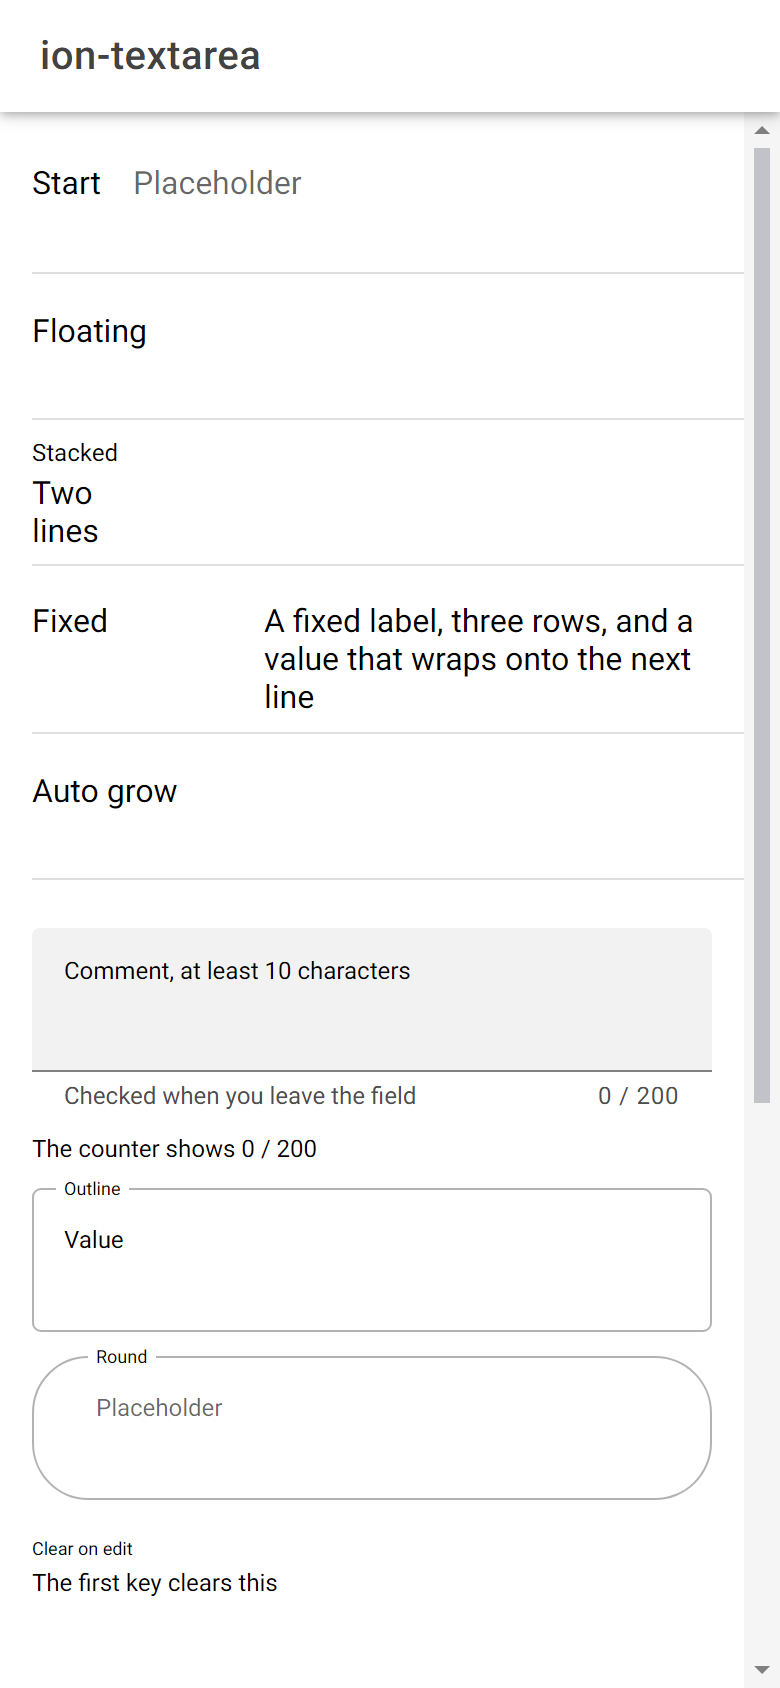 ion-textarea
Start Placeholder
Floating
Stacked
Two
lines
Fixed A fixed label, three rows, and a
value that wraps onto the next
line
Auto grow
Comment, at least 10 characters
Checked when you leave the field 0 / 200
The counter shows 0 / 200
Outline
Value
Round
Placeholder
Clear on edit
The first key clears this